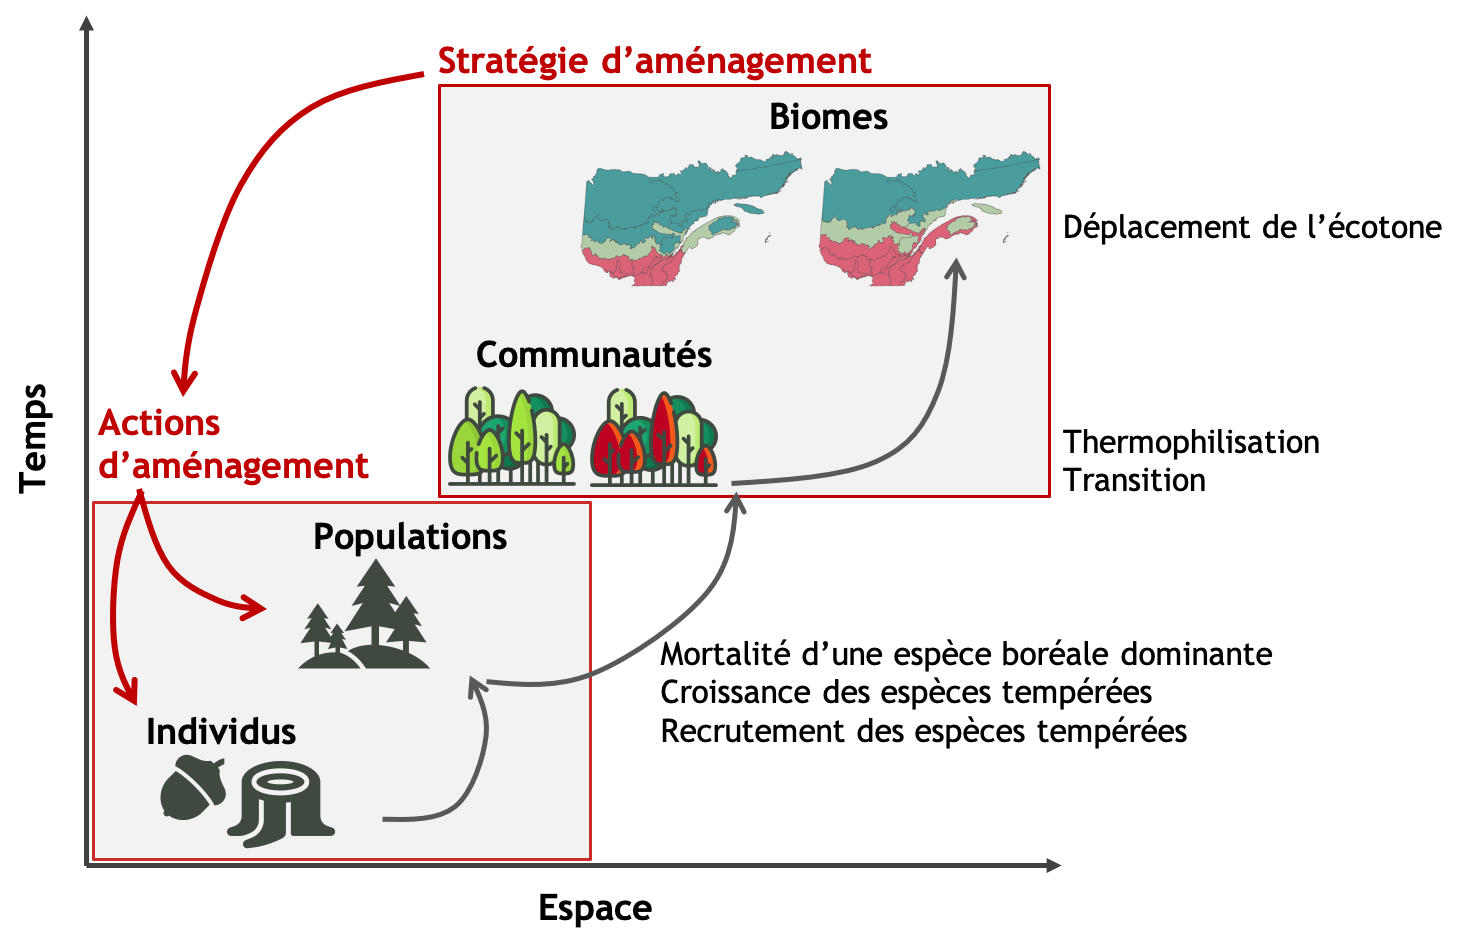 Stratégie d’aménagement
Biomes
Déplacement de l’écotone
Communautés
Temps
Actions
d’aménagement
Thermophilisation
Transition
Populations
Mortalité d’une espèce boréale dominante
Croissance des espèces tempérées
Recrutement des espèces tempérées
Individus
Espace